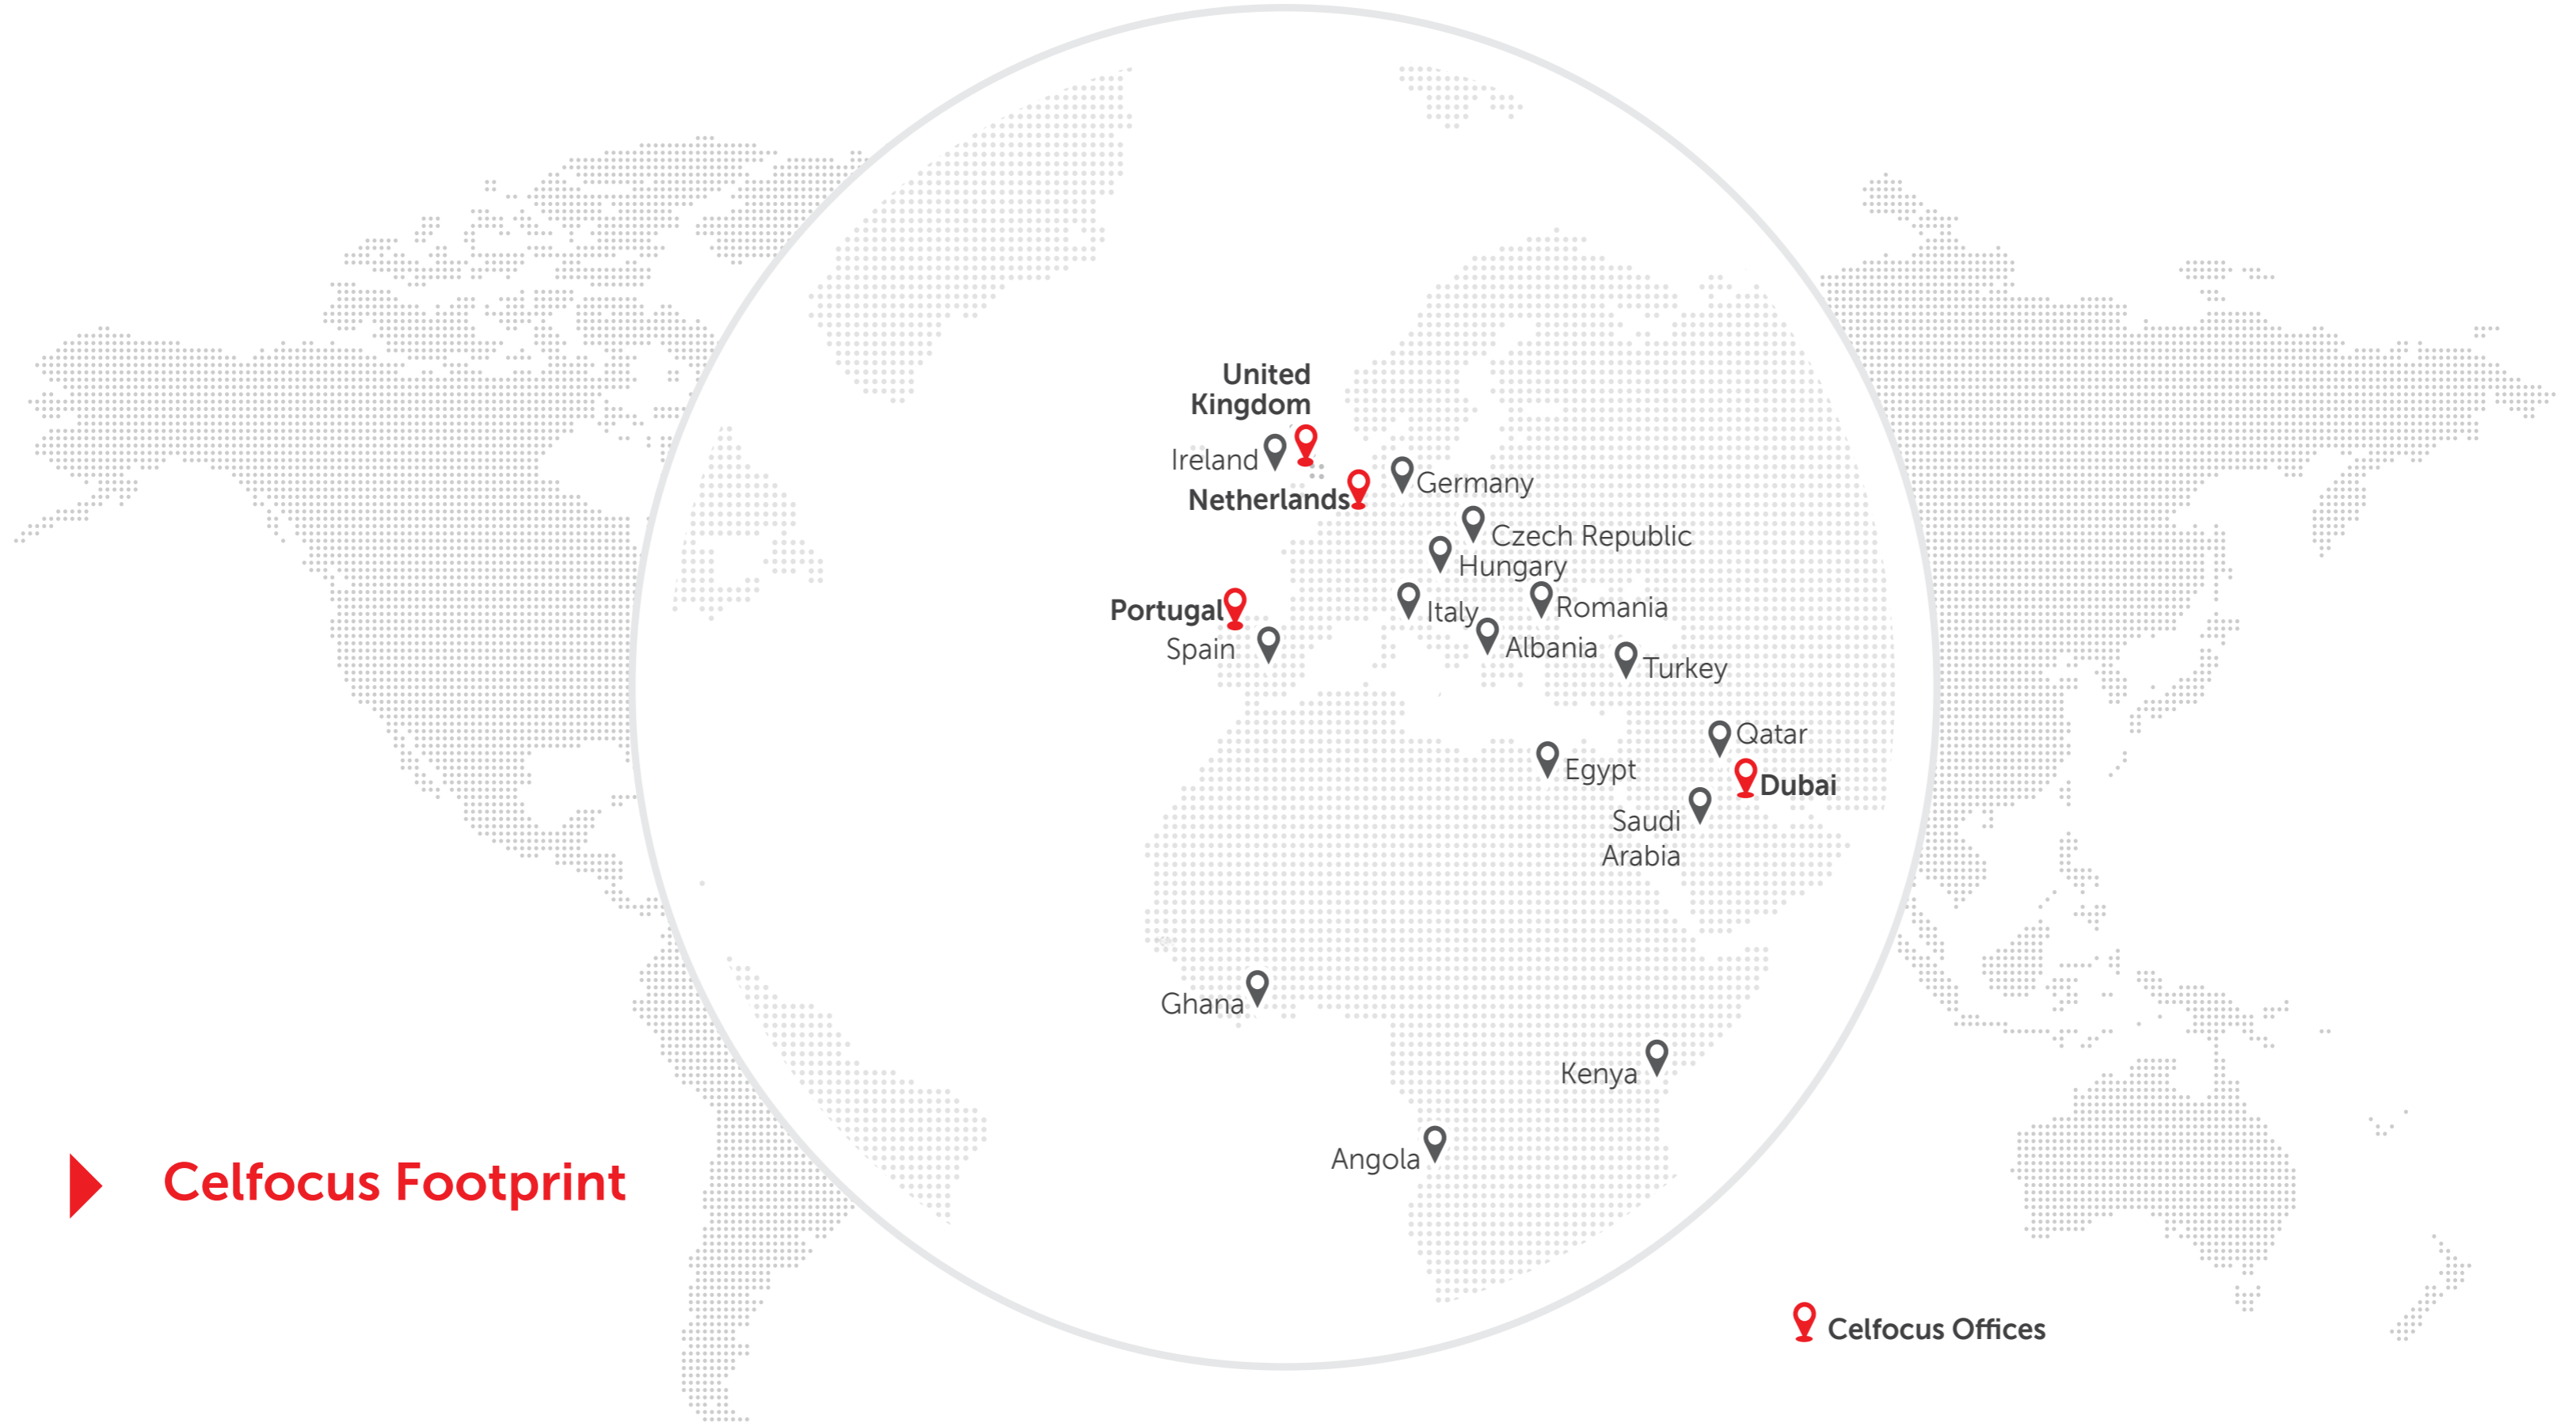 United
Kingdom
Ireland
Netherlands
Germany
Czech Republic
Hungary
Portugal
Italy
Romania
Spain
Albania
Turkey
Qatar
Egypt
Dubai
Saudi
Arabia
Ghana
Kenya
Angola
Celfocus Footprint
Celfocus Offices